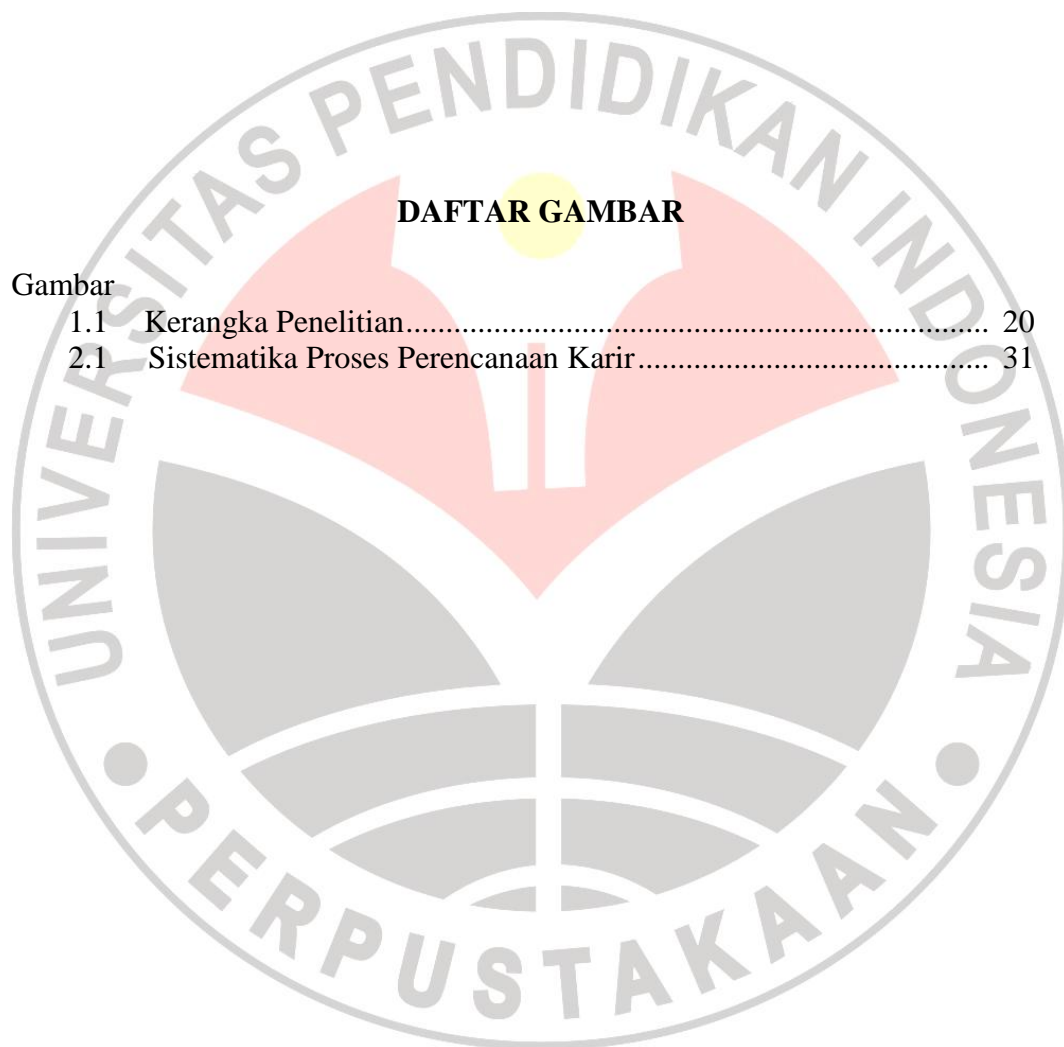 UNIVERSITAS PENDIDIKAN INDONESIA
DAFTAR GAMBAR
Gambar
1.1 Kerangka Penelitian......................................................................... 20
2.1 Sistematika Proses Perencanaan Karir............................................ 31
PERPUSTAKAAN